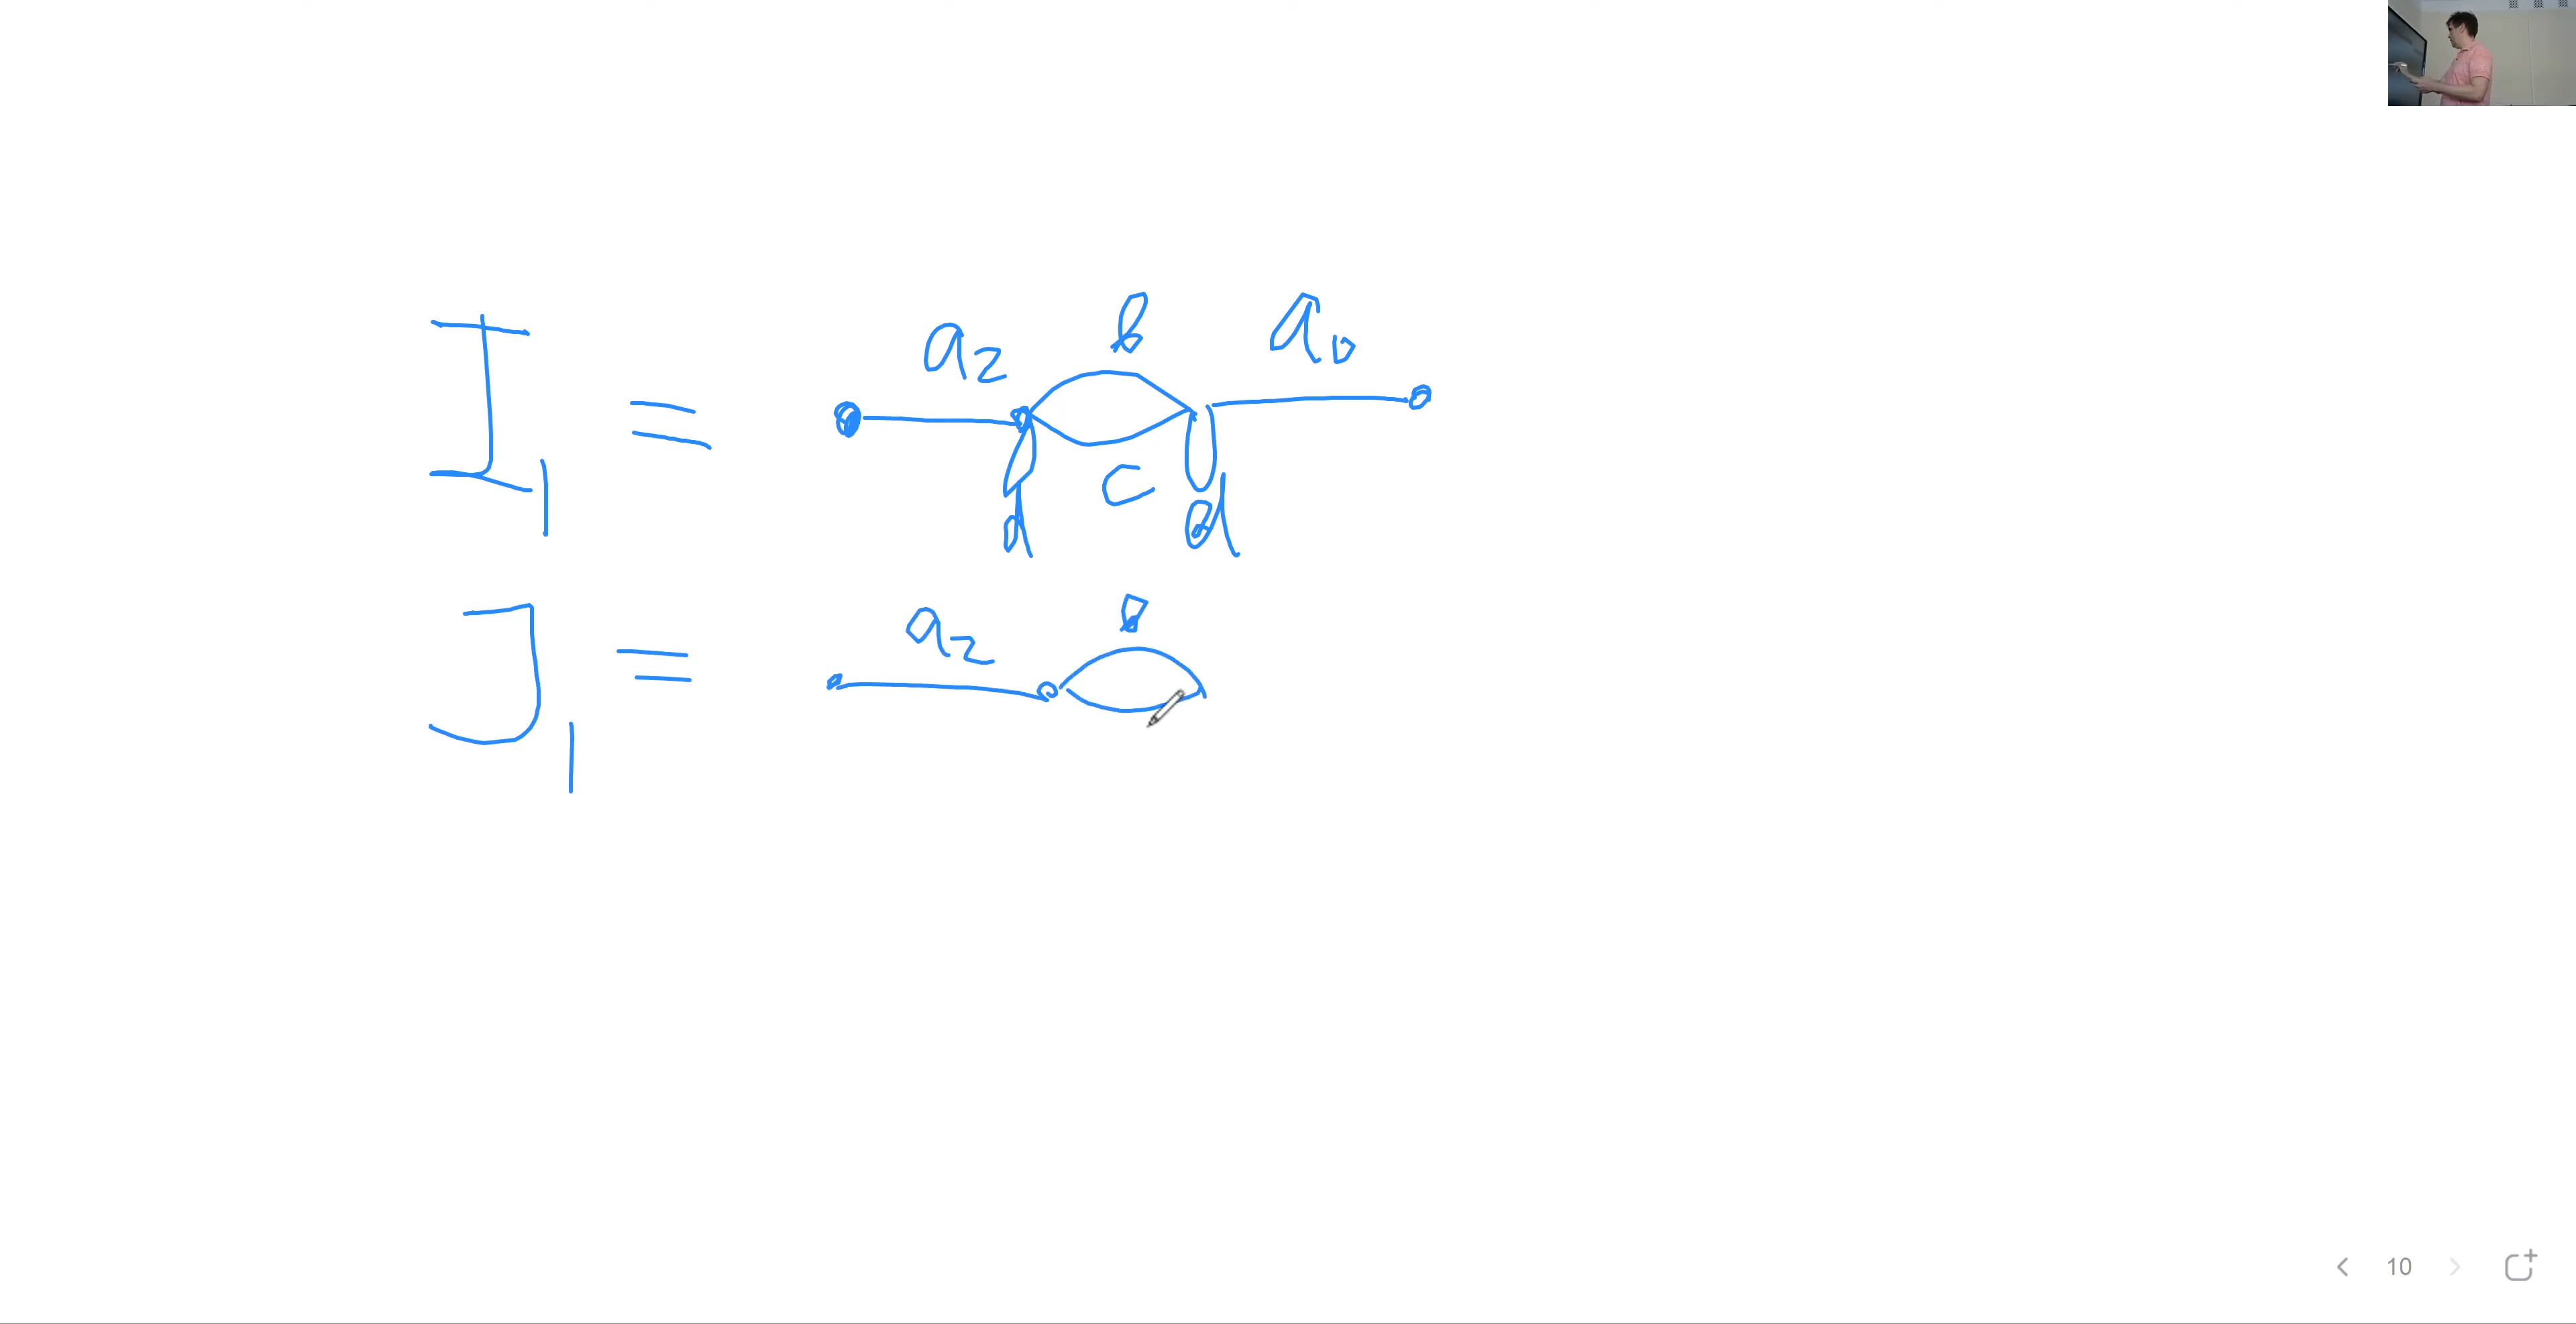 a₂ b a₀
I₁ =
c
d d
a₂ b
J₁ =
10